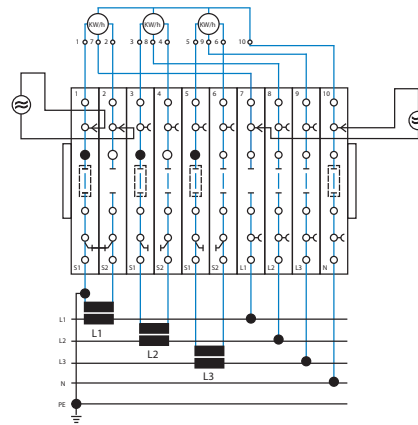 KW/h KW/h KW/h
1 7 2 3 8 4 5 9 6 10
1 2 3 4 5 6 7 8 9 10
S1 S2 S1 S2 S1 S2 L1 L2 L3 N
L1
L1
L2
L2
L3
L3
N
PE